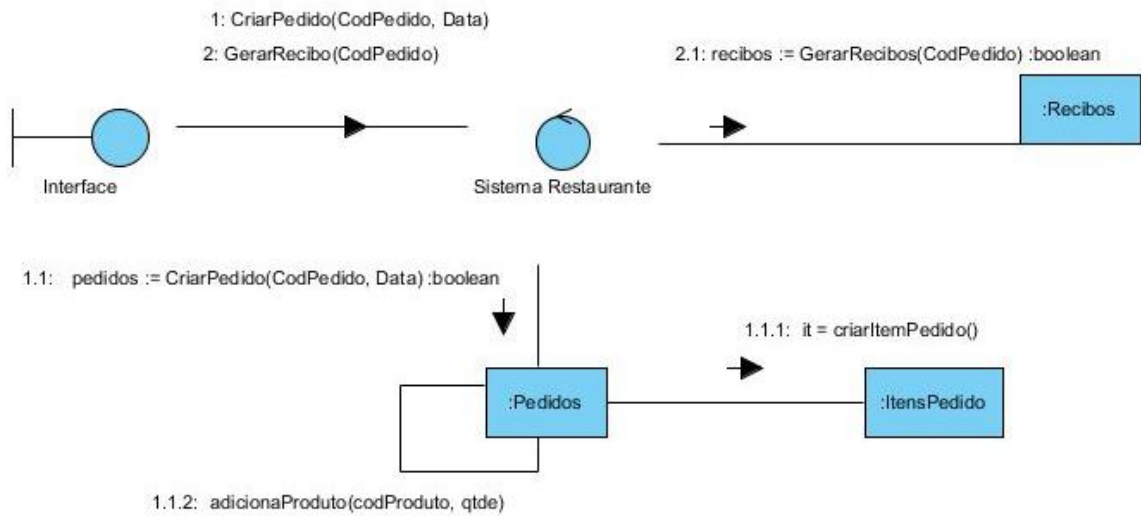 1: CriarPedido(CodPedido, Data)
2: GerarRecibo(CodPedido)
2.1: recibos := GerarRecibos(CodPedido) :boolean
:Recibos
Interface
Sistema Restaurante
1.1: pedidos := CriarPedido(CodPedido, Data) :boolean
1.1.1: it = criarItemPedido()
:Pedidos
:ItensPedido
1.1.2: adicionaProduto(codProduto, qtde)